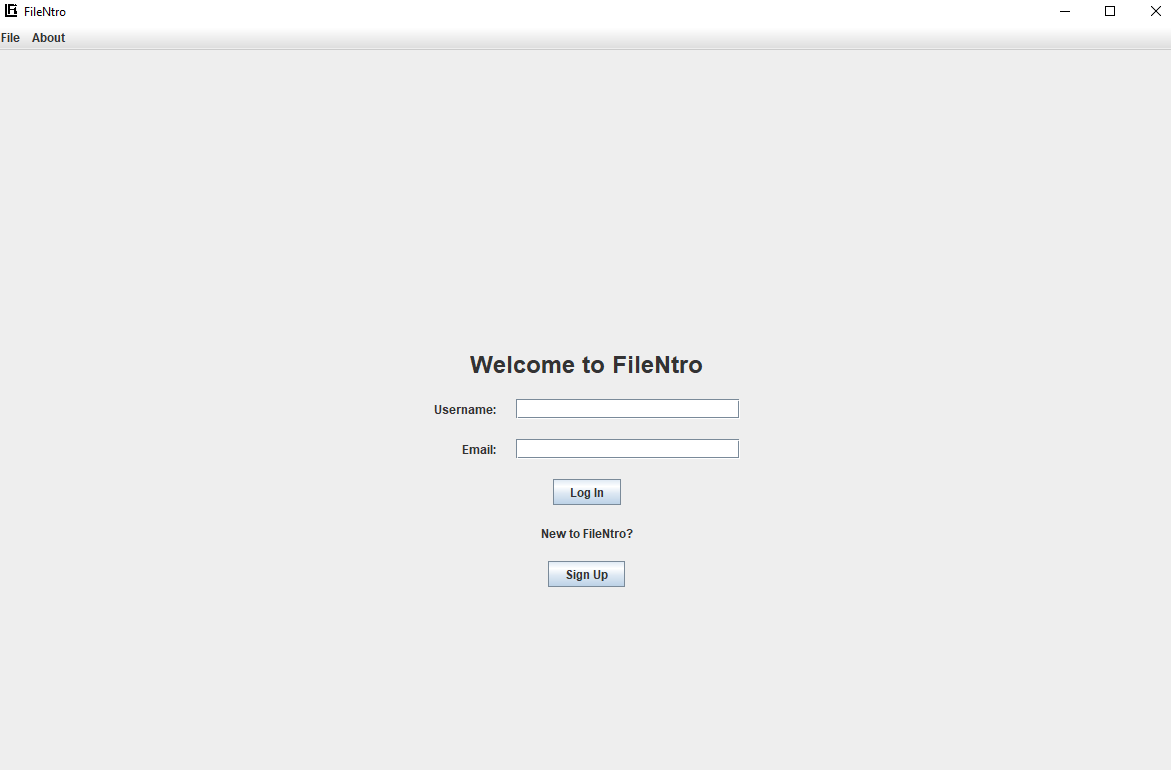 FileNtro
File About
Welcome to FileNtro
Username:
Email:
Log In
New to FileNtro?
Sign Up